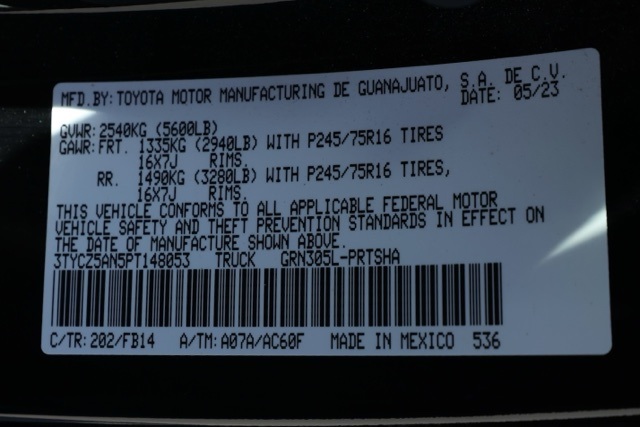 MFD.BY: TOYOTA MOTOR MANUFACTURING DE GUANAJUATO, S.A. DE C.V.
DATE: 05/23
GVWR: 2540KG (5600LB)
GAWR: FRT. 1335KG (2940LB) WITH P245/75R16 TIRES
16X7J RIMS.
RR. 1490KG (3280LB) WITH P245/75R16 TIRES,
16X7J RIMS.
THIS VEHICLE CONFORMS TO ALL APPLICABLE FEDERAL MOTOR
VEHICLE SAFETY AND THEFT PREVENTION STANDARDS IN EFFECT ON
THE DATE OF MANUFACTURE SHOWN ABOVE.
3TYCZ5AN5PT148053 TRUCK GRN305L-PRTSHA
C/TR: 202/FB14 A/TM: A07A/AC60F MADE IN MEXICO 536